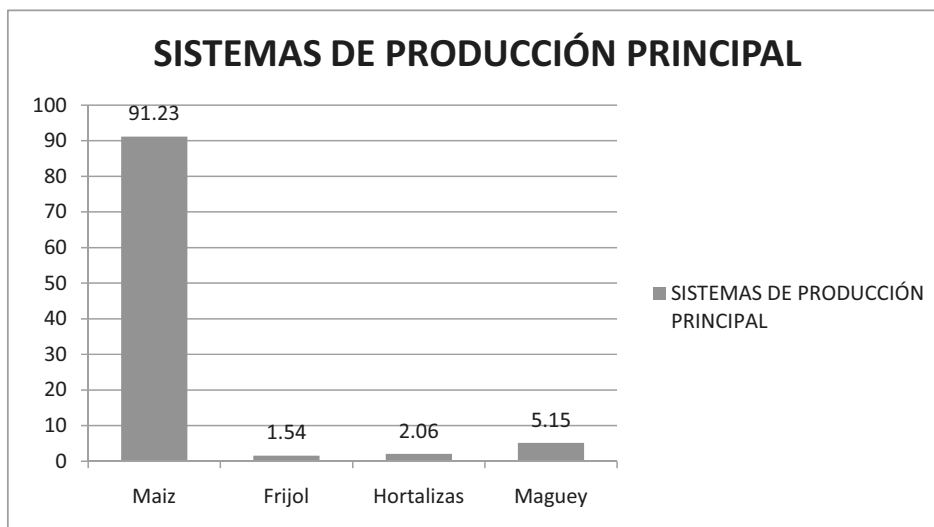 SISTEMAS DE PRODUCCIÓN PRINCIPAL
100
90
80
70
60
50
40
30
20
10
0
91.23
1.54
2.06
5.15
Maiz
Frijol
Hortalizas
Maguey
SISTEMAS DE PRODUCCIÓN
PRINCIPAL